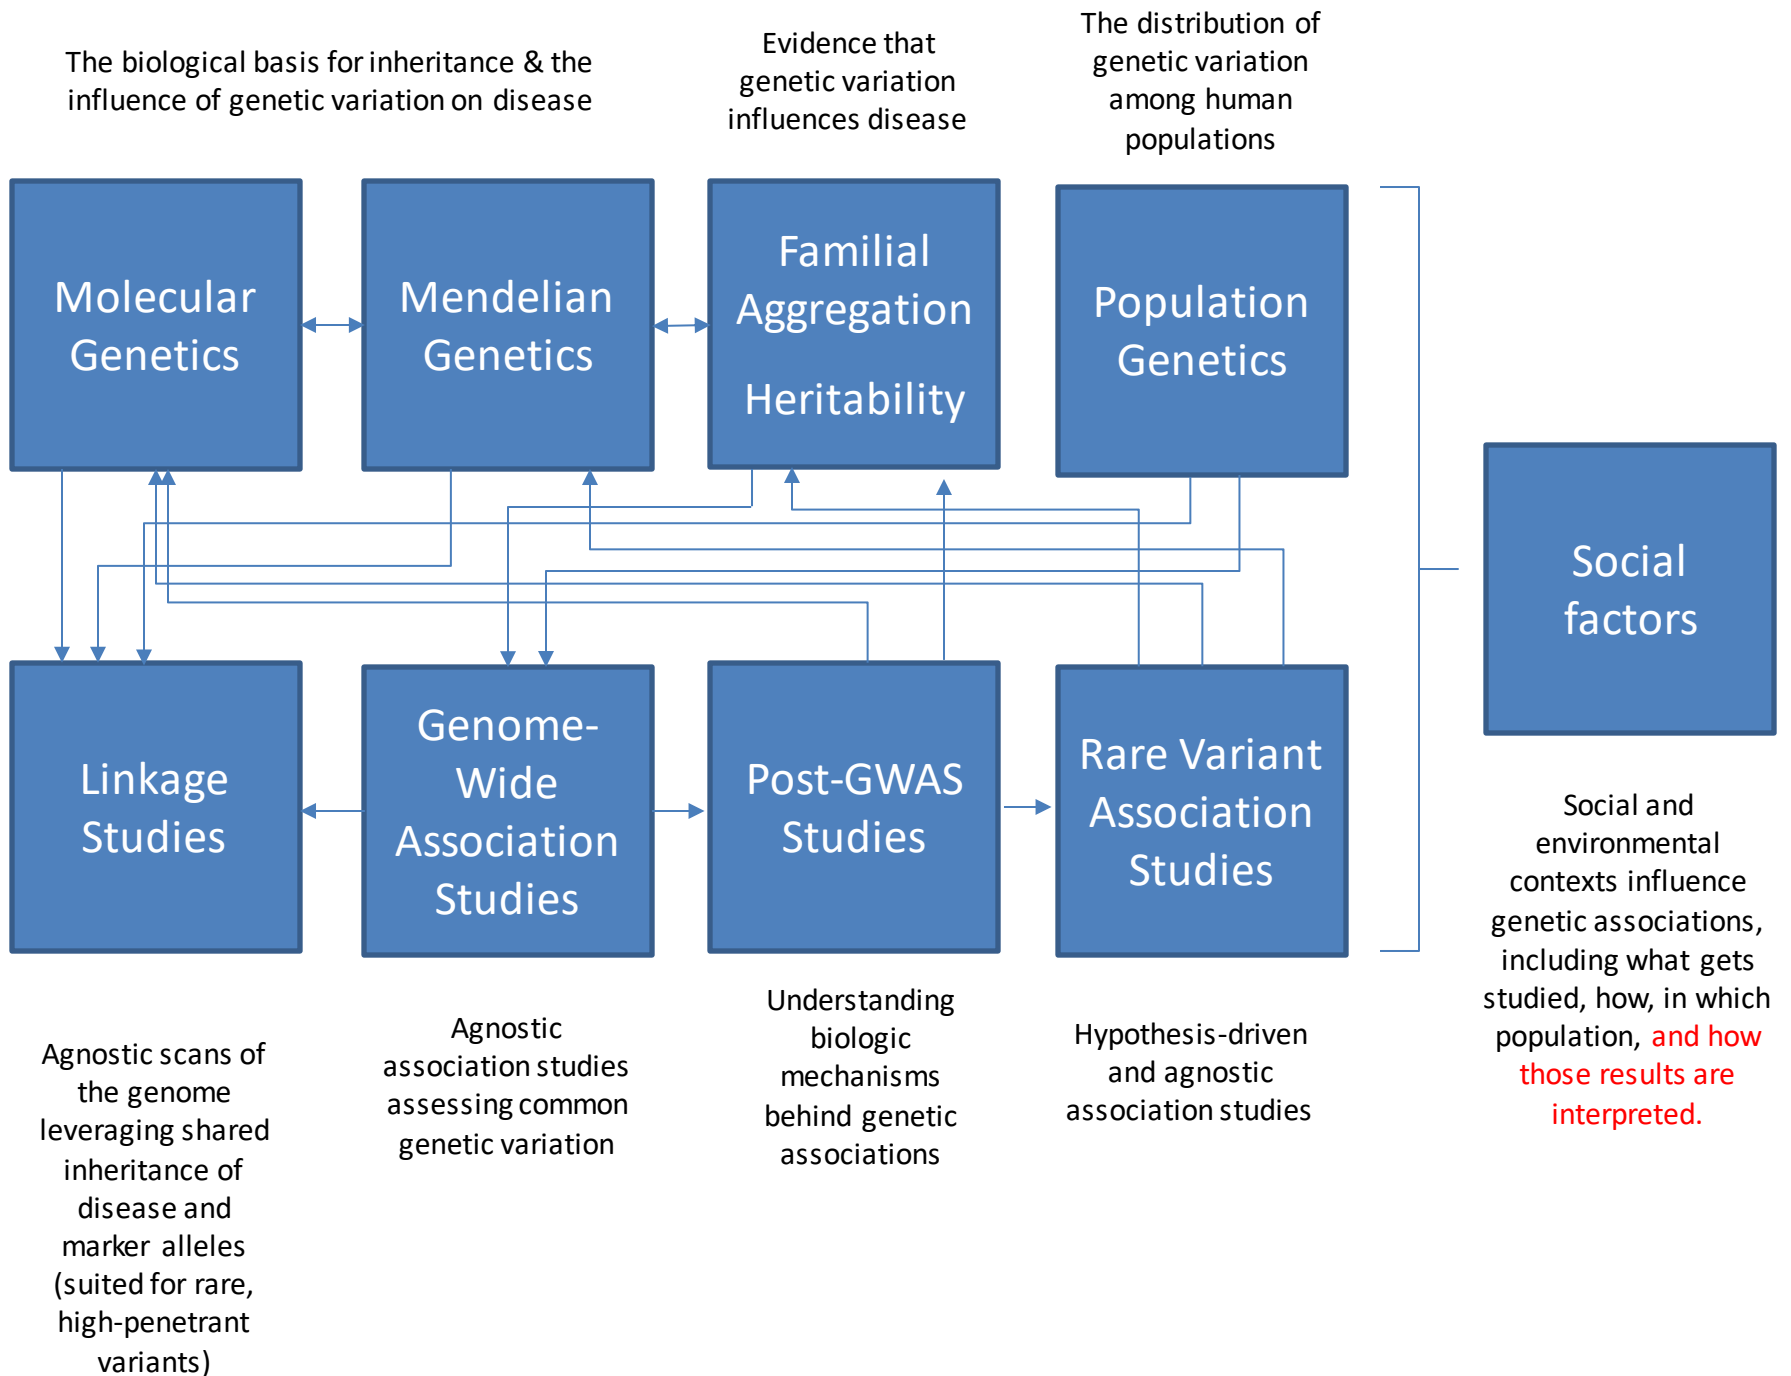 The biological basis for inheritance & the
influence of genetic variation on disease
Evidence that
genetic variation
influences disease
The distribution of
genetic variation
among human
populations
Molecular
Genetics
Mendelian
Genetics
Familial
Aggregation
Heritability
Population
Genetics
Social
factors
Linkage
Studies
Genome-
Wide
Association
Studies
Post-GWAS
Studies
Rare Variant
Association
Studies
Agnostic scans of
the genome
leveraging shared
inheritance of
disease and
marker alleles
(suited for rare,
high-penetrant
variants)
Agnostic
association studies
assessing common
genetic variation
Understanding
biologic
mechanisms
behind genetic
associations
Hypothesis-driven
and agnostic
association studies
Social and
environmental
contexts influence
genetic associations,
including what gets
studied, how, in which
population, and how
those results are
interpreted.